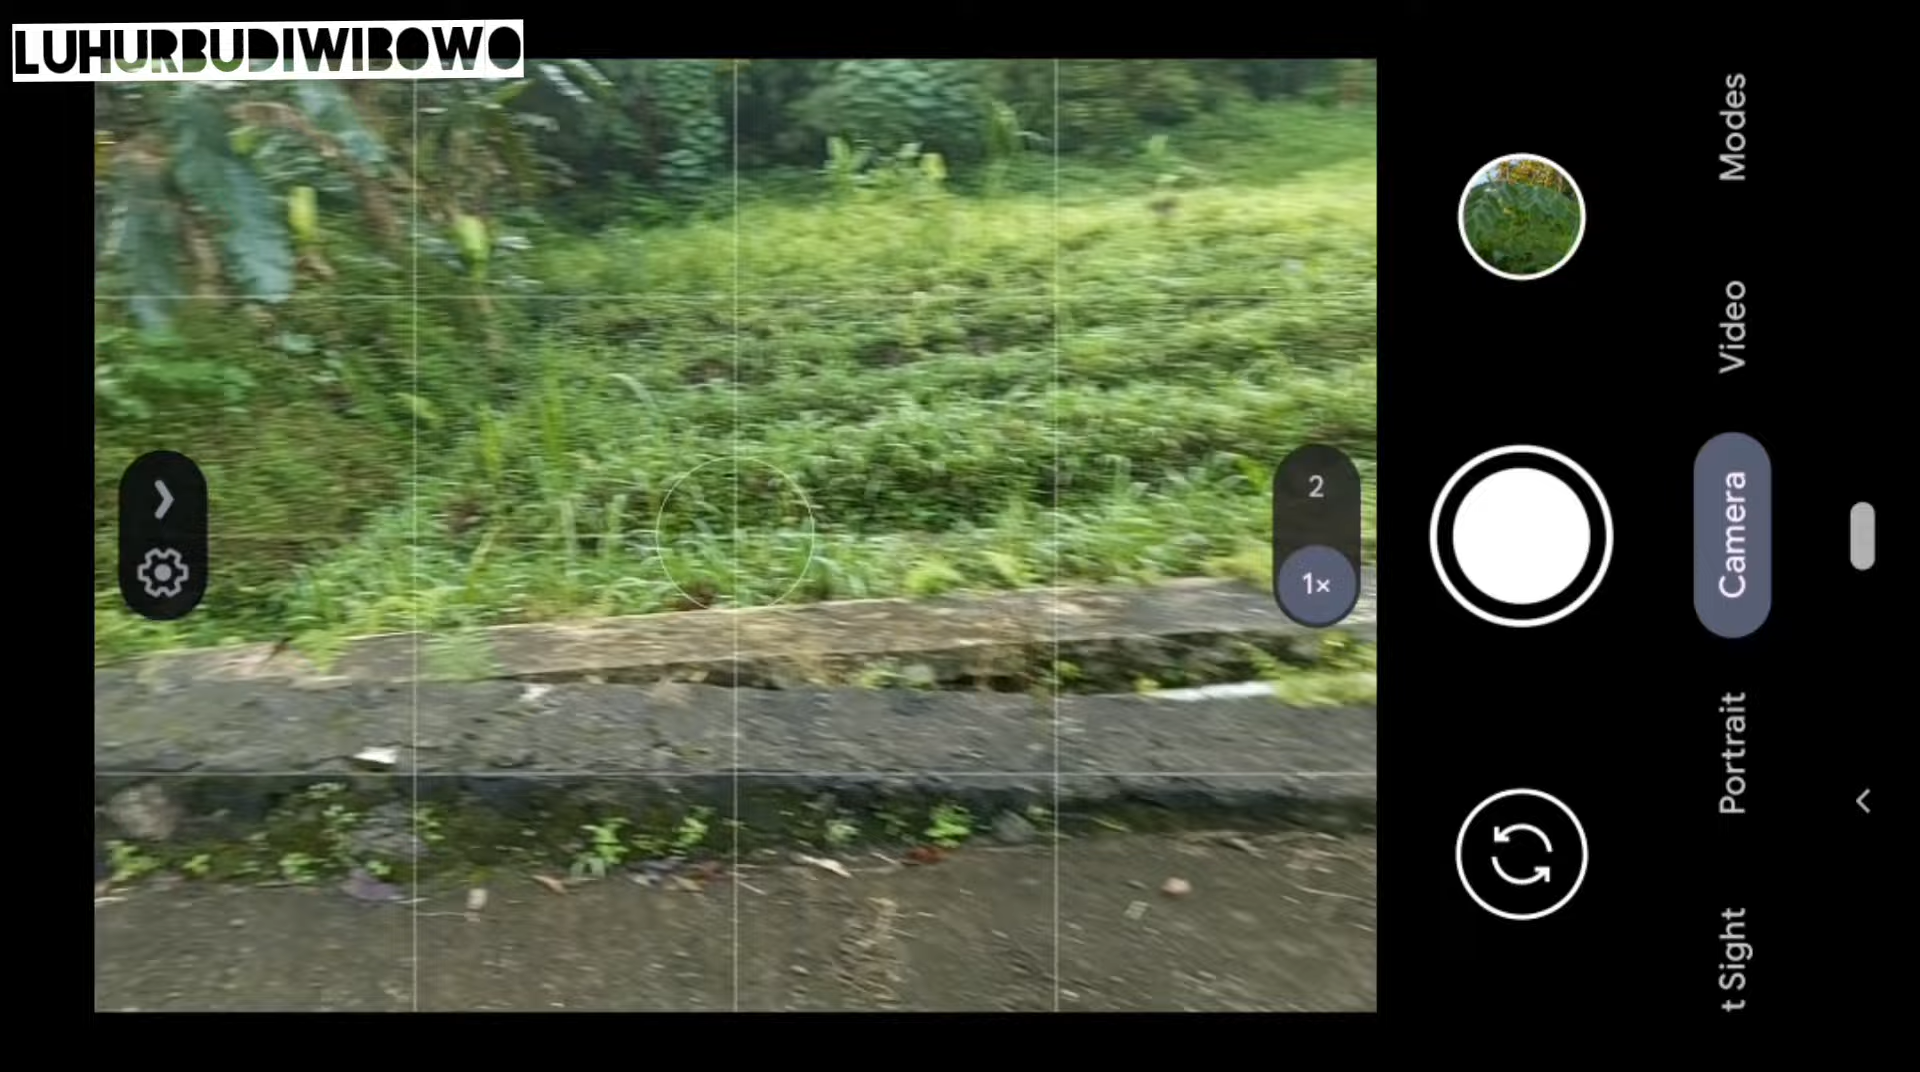 LUHURBUDIWIBOWO
Modes
Video
2
1×
Camera
Portrait
t Sight